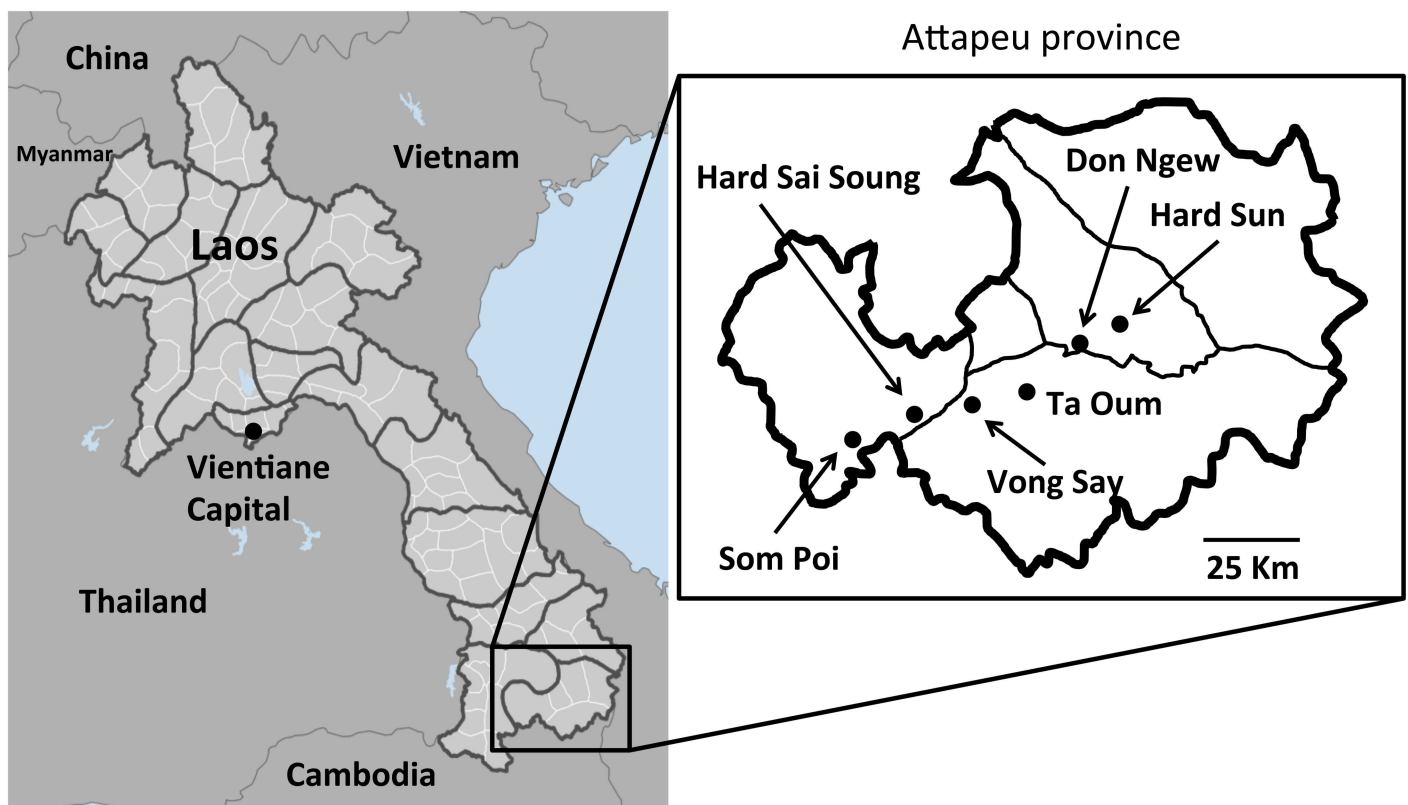 China
Myanmar
Vietnam
Laos
Vientiane
Capital
Thailand
Cambodia
Attapeu province
Hard Sai Soung
Don Ngew
Hard Sun
Ta Oum
Vong Say
Som Poi
25 Km